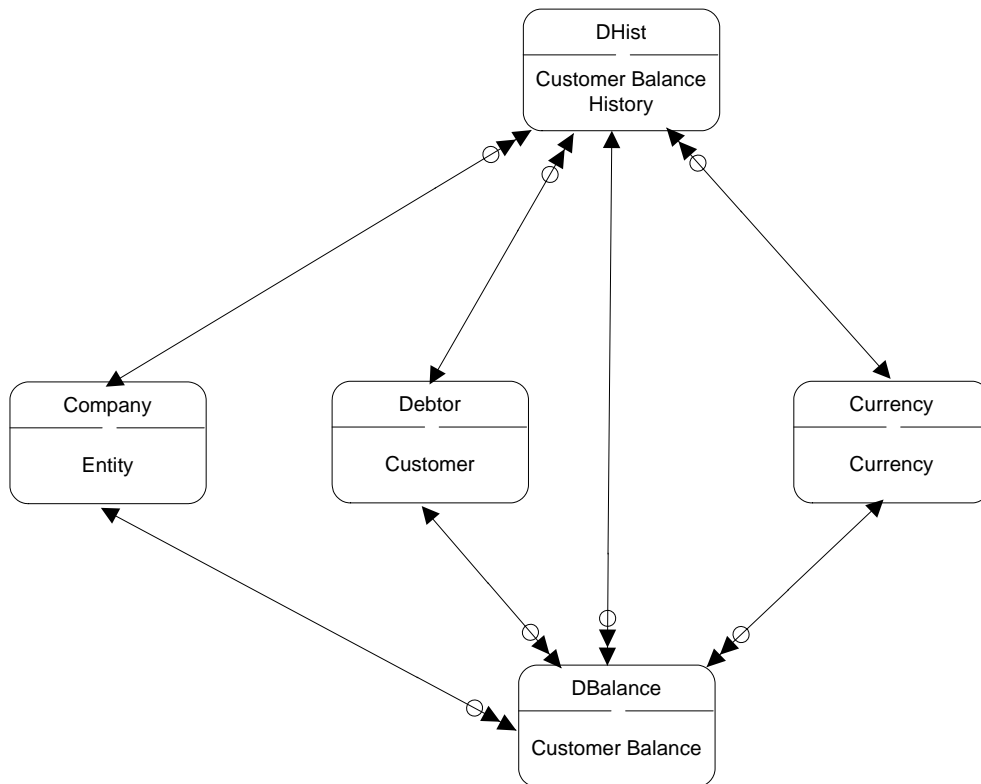 DHist
Customer Balance
History
Company
Entity
Debtor
Customer
Currency
Currency
DBalance
Customer Balance